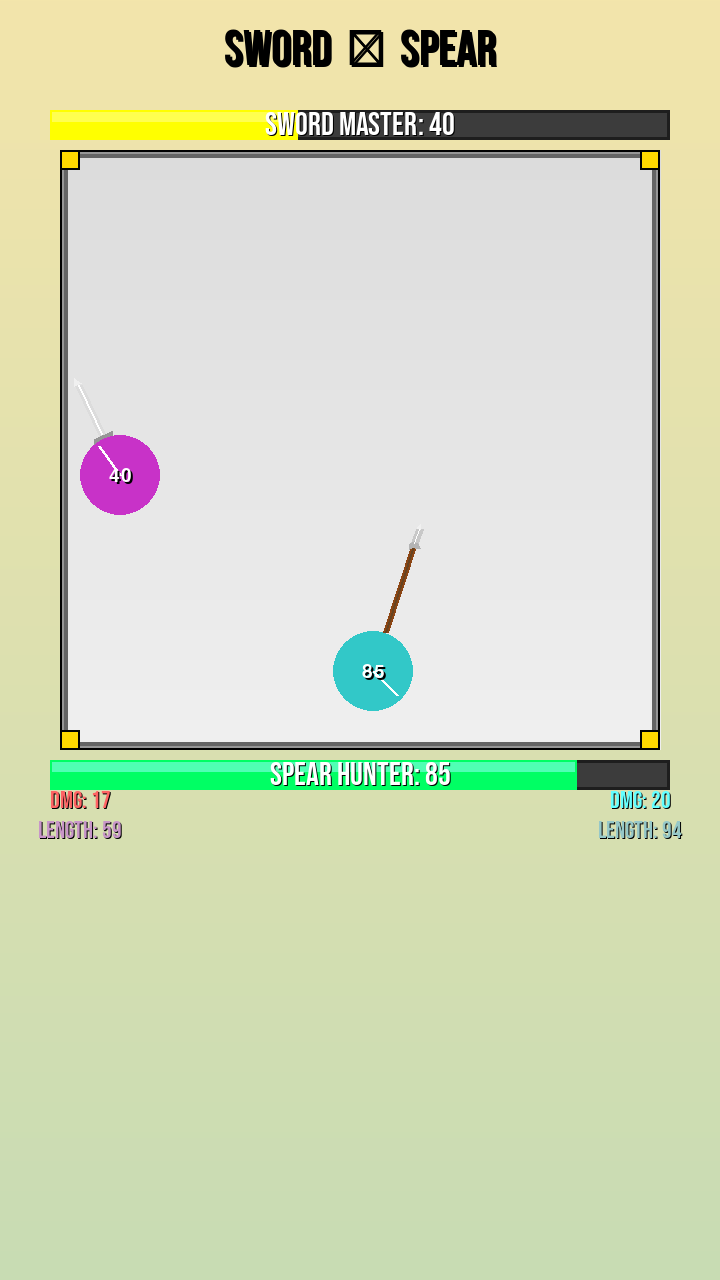 SWORD ☒ SPEAR
SWORD MASTER: 40
40
85
SPEAR HUNTER: 85
DMG: 17
DMG: 20
LENGTH: 59
LENGTH: 94